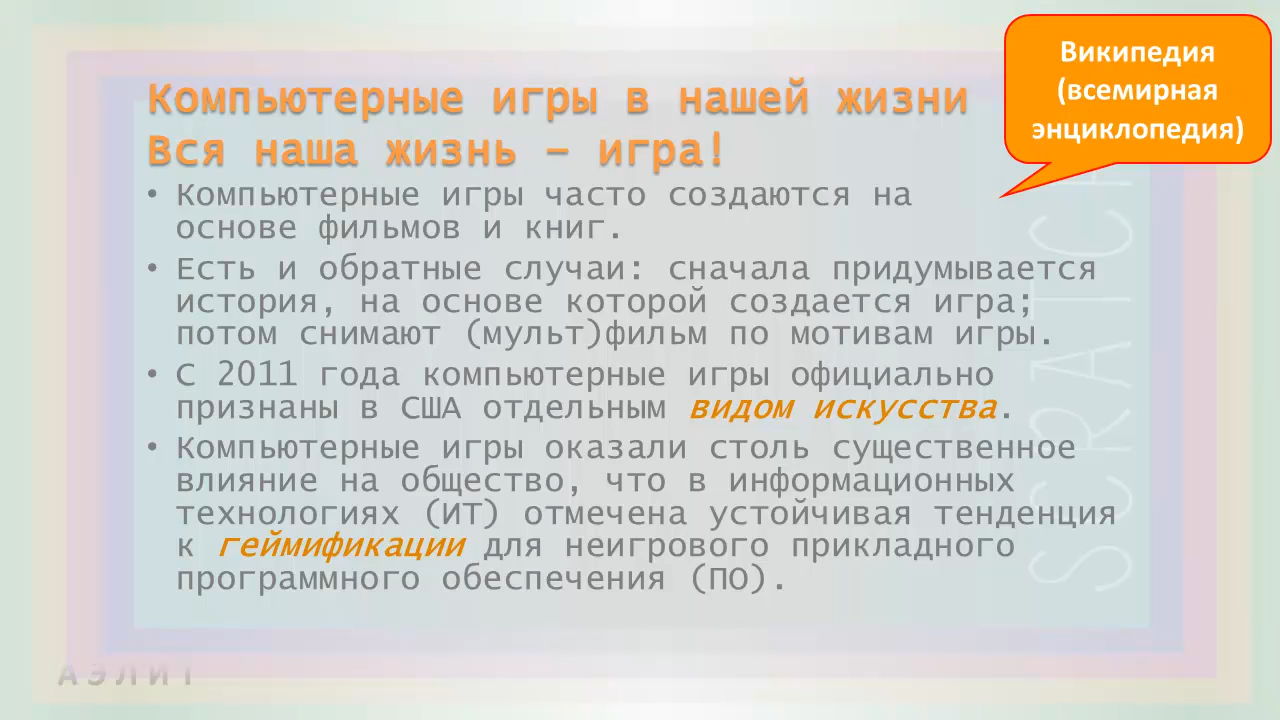 Википедия
(всемирная
энциклопедия)
Компьютерные игры в нашей жизни
Вся наша жизнь – игра!
• Компьютерные игры часто создаются на
основе фильмов и книг.
• Есть и обратные случаи: сначала придумывается
история, на основе которой создается игра;
потом снимают (мульт)фильм по мотивам игры.
• С 2011 года компьютерные игры официально
признаны в США отдельным видом искусства.
• Компьютерные игры оказали столь существенное
влияние на общество, что в информационных
технологиях (ИТ) отмечена устойчивая тенденция
к геймификации для неигрового прикладного
программного обеспечения (ПО).
SCRATCH
АЭЛИТ